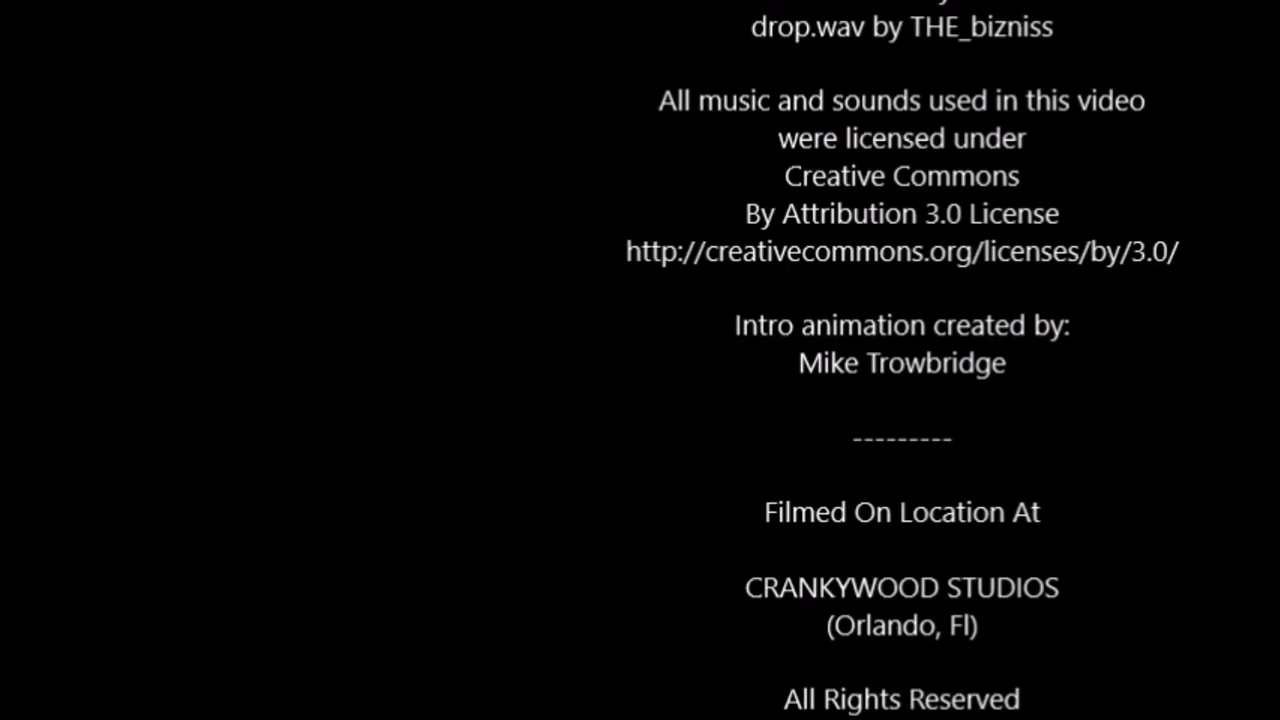 drop.wav by THE_bizniss
All music and sounds used in this video
were licensed under
Creative Commons
By Attribution 3.0 License
http://creativecommons.org/licenses/by/3.0/
Intro animation created by:
Mike Trowbridge
---------
Filmed On Location At
CRANKYWOOD STUDIOS
(Orlando, Fl)
All Rights Reserved